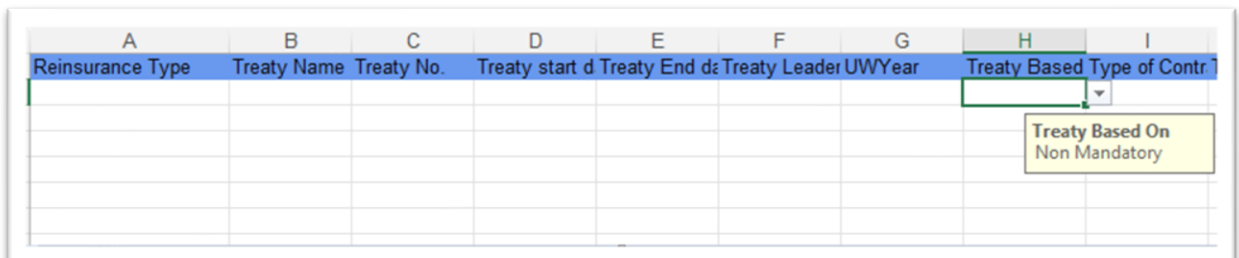 A B C D E F G H I
Reinsurance Type Treaty Name Treaty No. Treaty start d Treaty End da Treaty Leader UWYear Treaty Based Type of Contr T
Treaty Based On
Non Mandatory